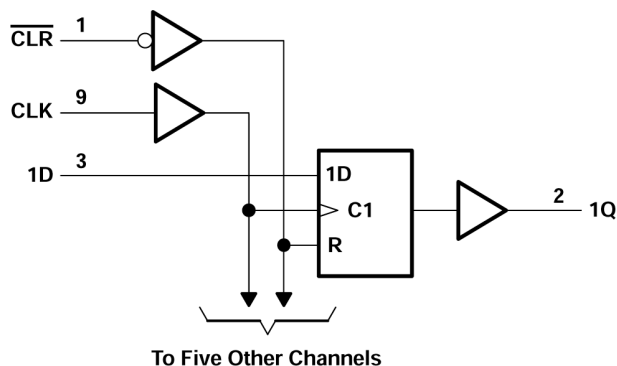 CLR 1
CLK 9
1D 3
1D
C1
R
2 1Q
To Five Other Channels